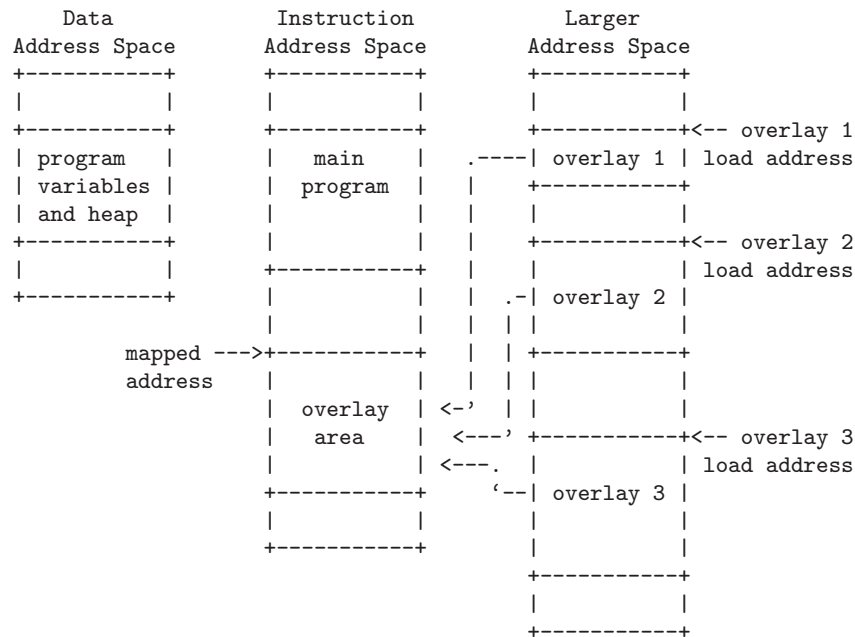 Data             Instruction            Larger
Address Space       Address Space        Address Space
+-----------+       +-----------+        +-----------+
|           |       |           |        |           |
+-----------+       +-----------+        +-----------+<-- overlay 1
| program   |       |   main    |   .----| overlay 1 | load address
| variables |       |  program  |   |    +-----------+
| and heap  |       |           |   |    |           |
+-----------+       |           |   |    +-----------+<-- overlay 2
|           |       +-----------+   |    |           | load address
+-----------+       |           |   |  .-| overlay 2 |
                    |           |   |  | |           |
         mapped --->+-----------+   |  | +-----------+
         address    |           |   |  | |           |
                    |  overlay  | <-'  | |           |
                    |   area    |  <---' +-----------+<-- overlay 3
                    |           | <---.  |           | load address
                    +-----------+     `--| overlay 3 |
                    |           |        |           |
                    +-----------+        |           |
                                         +-----------+
                                         |           |
                                         +-----------+